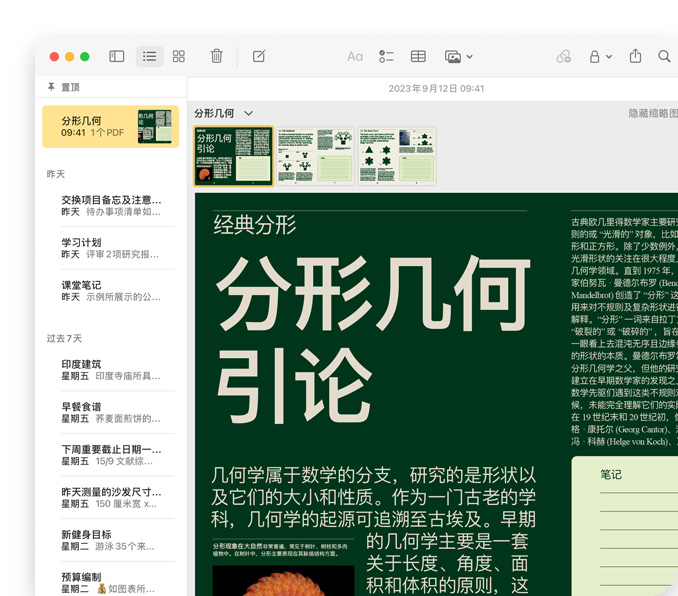 Aa
置顶
2023年9月12日 09:41
分形几何
09:41 1个PDF
昨天
交换项目备忘及注意...
昨天 待办事项清单如...
学习计划
昨天 评审2项研究报...
课堂笔记
昨天 示例所展示的公...
过去7天
印度建筑
星期五 印度寺庙所具...
早餐食谱
星期五 荞麦面煎饼的...
下周重要截止日期一...
星期五 15/9 文献综...
昨天测量的沙发尺寸...
星期五 150 厘米宽 x...
新健身目标
星期二 游泳35个来...
预算编制
星期二 💰如图表所...
分形几何
隐藏缩略图
分形几何
引论
经典分形
分形几何
引论
几何学属于数学的分支，研究的是形状以
及它们的大小和性质。作为一门古老的学
科，几何学的起源可追溯至古埃及。早期
的几何学主要是一套
关于长度、角度、面
积和体积的原则，这
分形现象在大自然非常普遍，常见于树叶、树枝和多肉
植物中。在树叶中，分形主要表现在其脉络结构方面。
古典欧几里得数学家主要研究
则的或“光滑的”对象，比如
形和正方形。除了少数例外，
光滑形状的关注在很大程度
几何学领域。直到 1975 年，
家伯努瓦 · 曼德尔布罗 (Beno
Mandelbrot) 创造了“分形”这
用来对不规则及复杂形状进行
解释。“分形”一词来自拉丁
“破裂的”或“破碎的”，旨在
一眼看上去混沌无序且边缘
的形状的本质。曼德尔布罗
分形几何学之父，但他的研究
建立在早期数学家的发现之
数学先驱们遇到这类不规则
候，未能完全理解它们的实
在 19 世纪末和 20 世纪初，
格 · 康托尔 (Georg Cantor)、
冯 · 科赫 (Helge von Koch)、
笔记